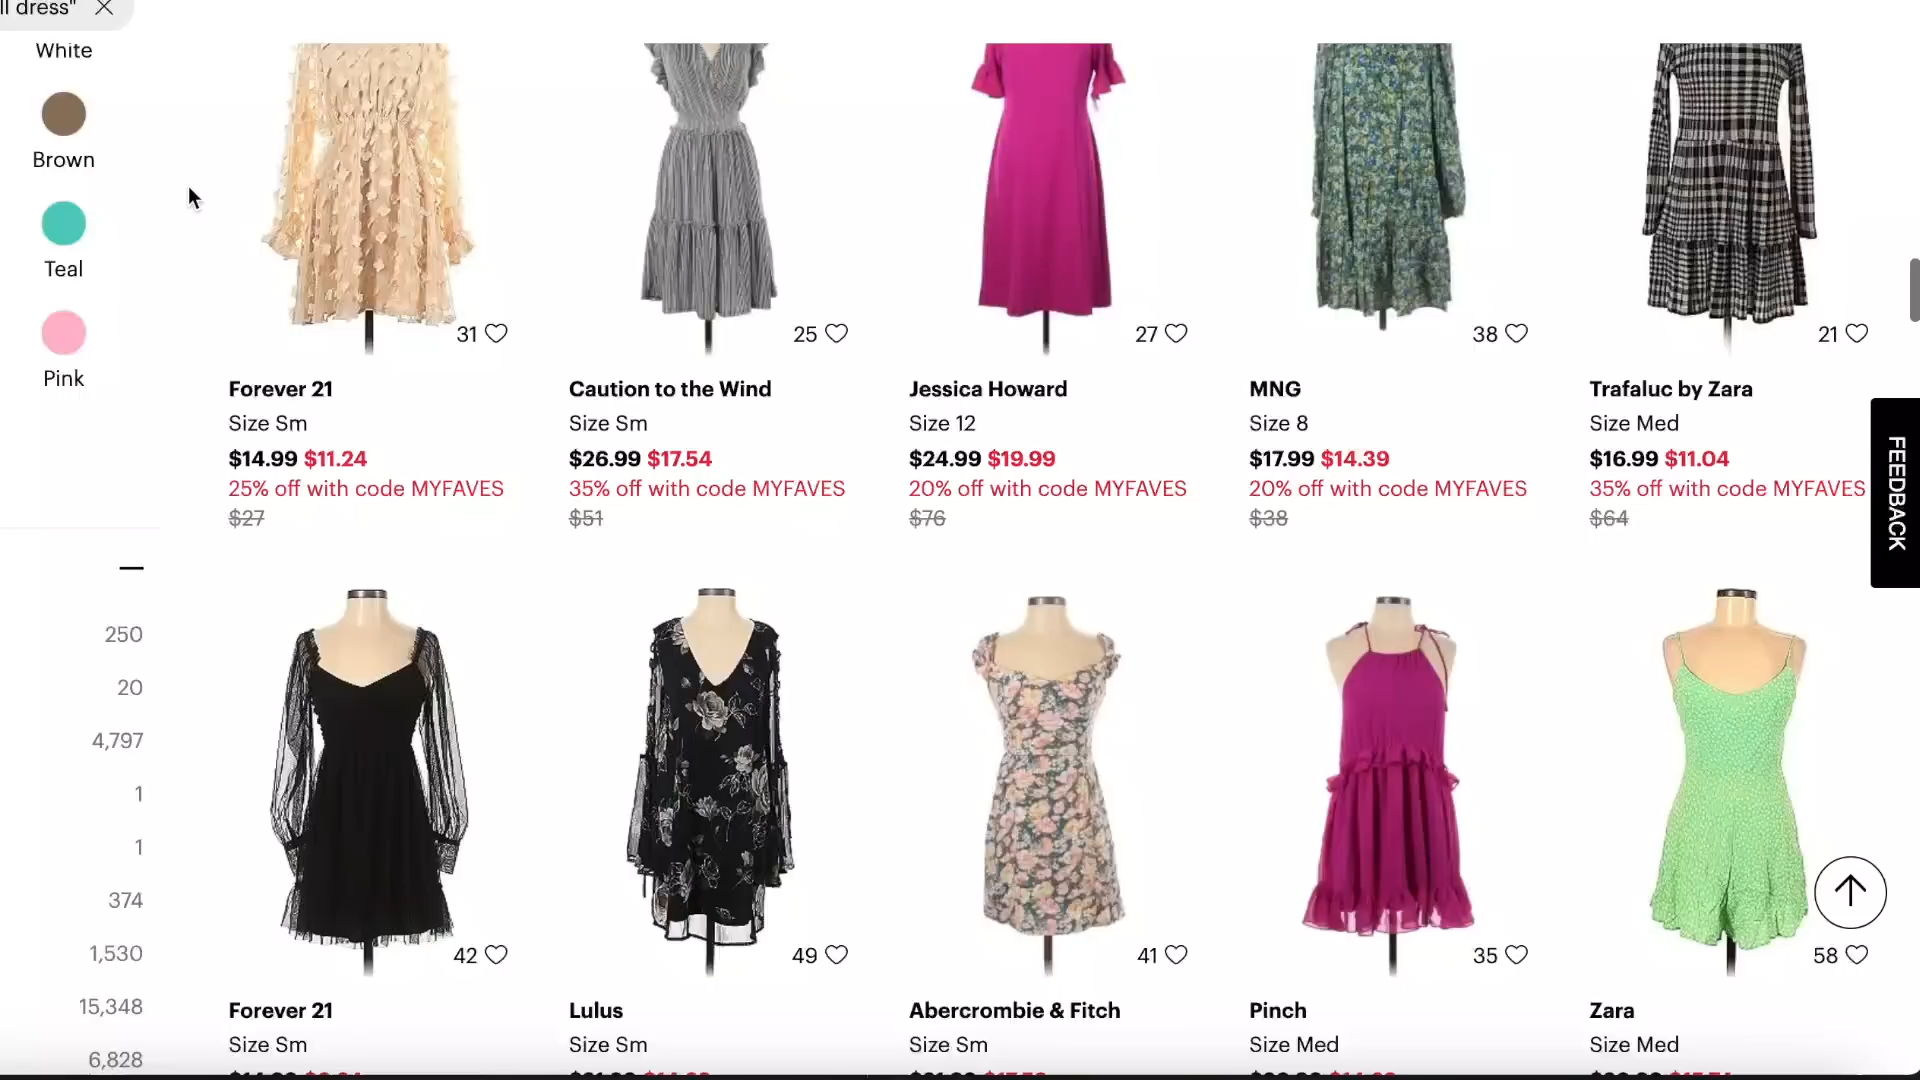 ll dress"
White
Brown
Teal
Pink
31
25
27
38
21
Forever 21
Size Sm
$14.99 $11.24
25% off with code MYFAVES
$27
Caution to the Wind
Size Sm
$26.99 $17.54
35% off with code MYFAVES
$51
Jessica Howard
Size 12
$24.99 $19.99
20% off with code MYFAVES
$76
MNG
Size 8
$17.99 $14.39
20% off with code MYFAVES
$38
Trafaluc by Zara
Size Med
$16.99 $11.04
35% off with code MYFAVES
$64
FEEDBACK
250
20
4,797
1
1
374
1,530
15,348
6,828
42
49
41
35
58
Forever 21
Size Sm
Lulus
Size Sm
Abercrombie & Fitch
Size Sm
Pinch
Size Med
Zara
Size Med